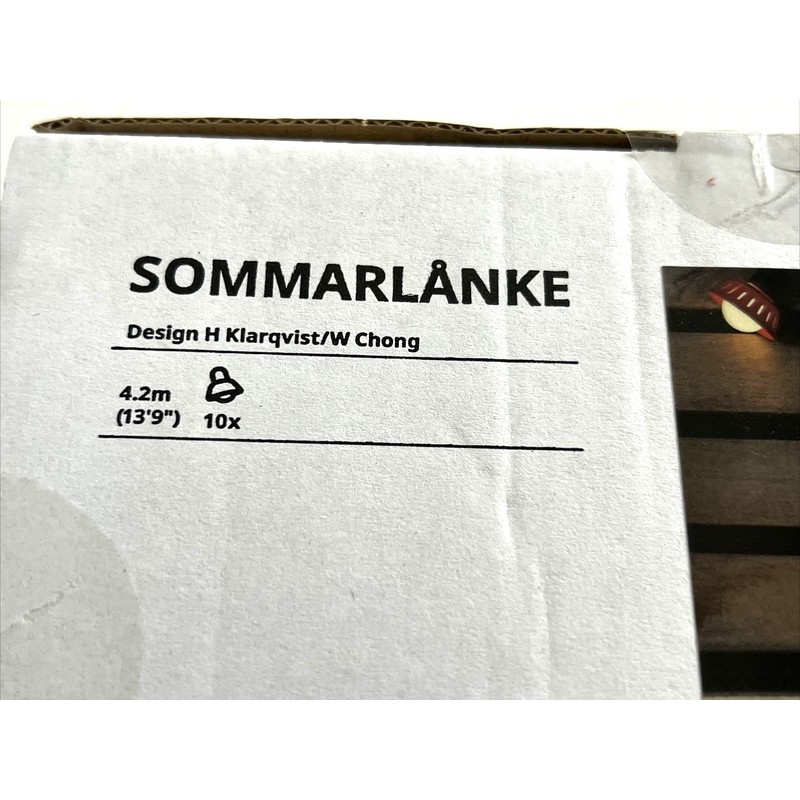 SOMMARLÅNKE
Design H Klarqvist/W Chong
4.2m
(13'9") 10x